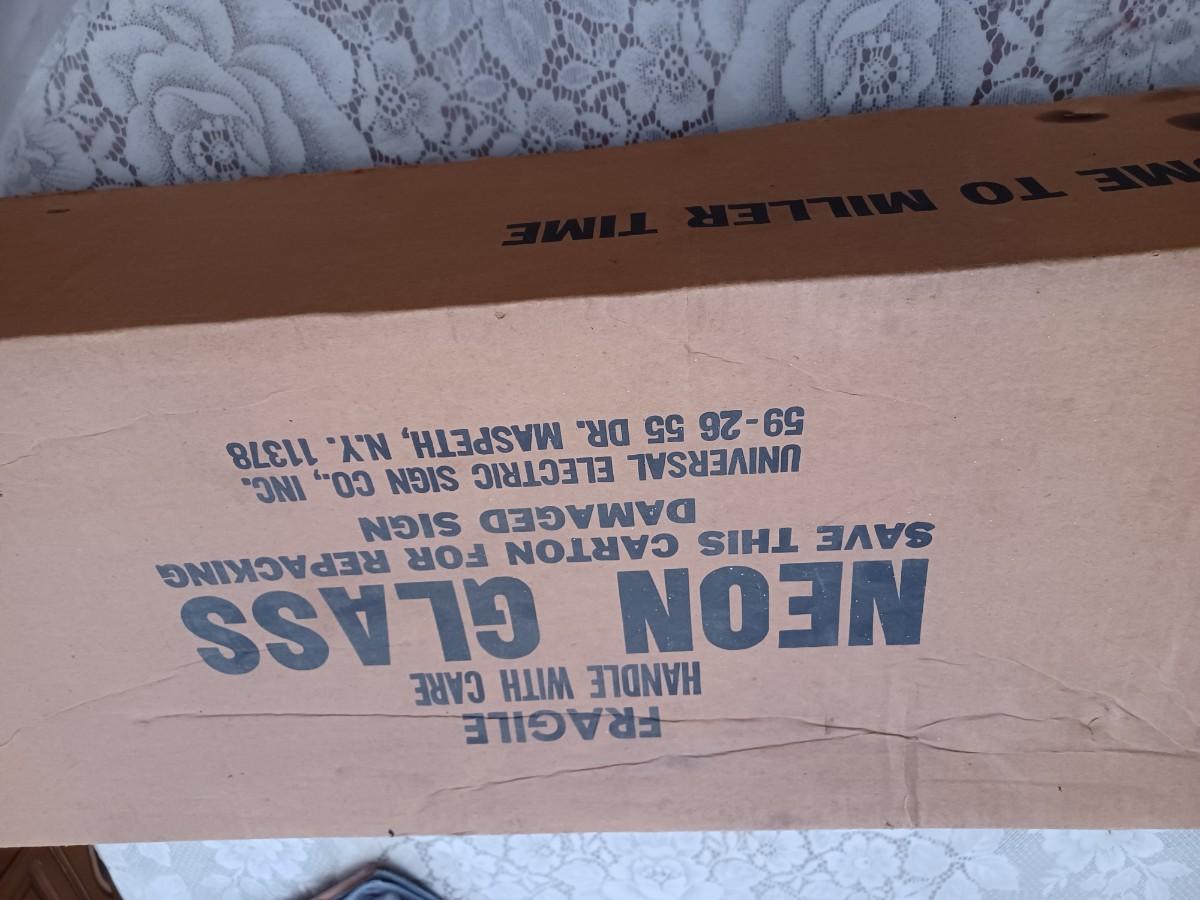 FRAGILE
HANDLE WITH CARE
NEON GLASS
SAVE THIS CARTON FOR REPACKING
DAMAGED SIGN
UNIVERSAL ELECTRIC SIGN CO., INC.
59-26 55 DR. MASPETH, N.Y. 11378
OME TO MILLER TIME